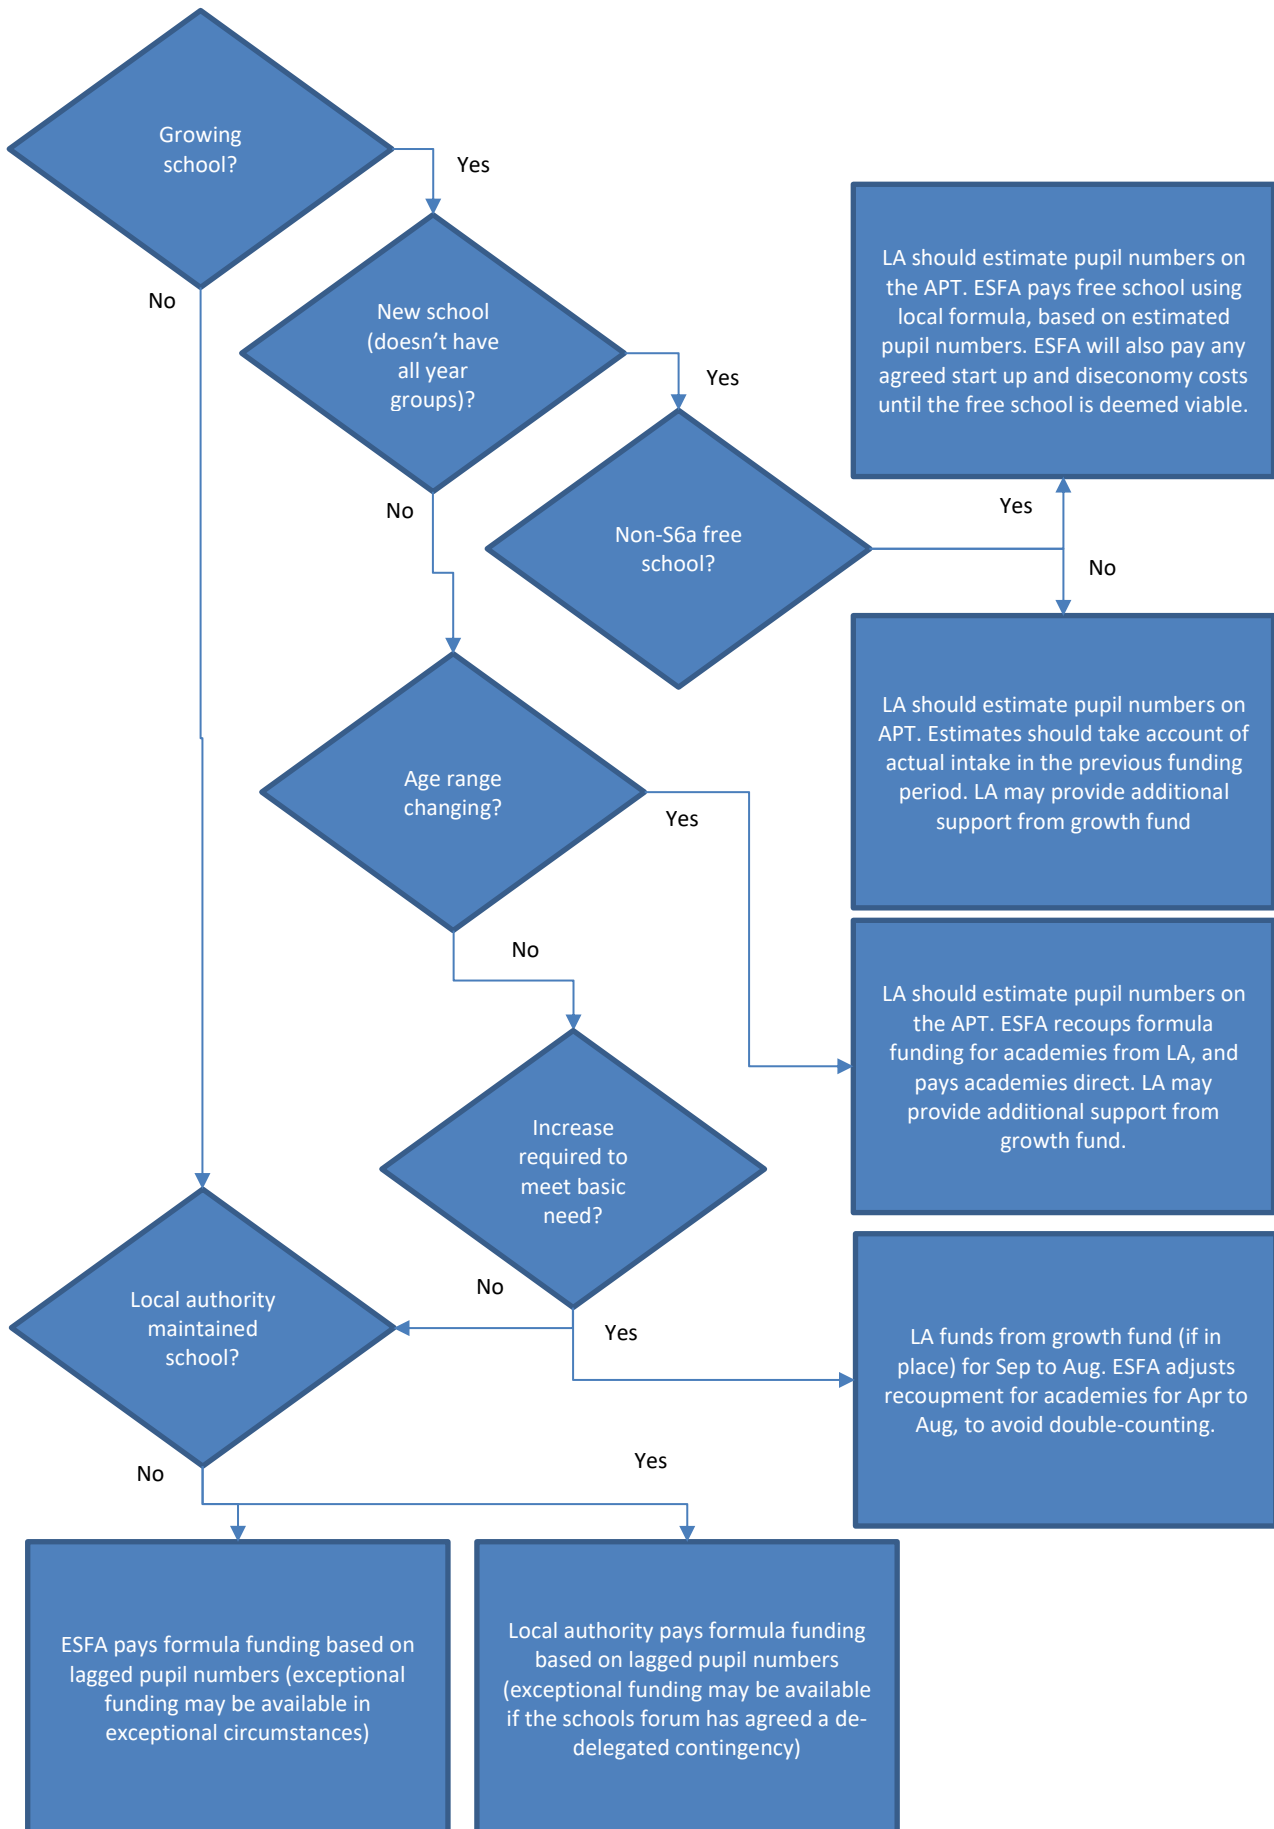 Growing
school?
Yes
No
New school
(doesn't have
all year
groups)?
Yes
No
LA should estimate pupil numbers on
the APT. ESFA pays free school using
local formula, based on estimated
pupil numbers. ESFA will also pay any
agreed start up and diseconomy costs
until the free school is deemed viable.
Non-S6a free
school?
Yes
No
LA should estimate pupil numbers on
APT. Estimates should take account of
actual intake in the previous funding
period. LA may provide additional
support from growth fund
Age range
changing?
Yes
No
LA should estimate pupil numbers on
the APT. ESFA recoups formula
funding for academies from LA, and
pays academies direct. LA may
provide additional support from
growth fund.
Increase
required to
meet basic
need?
No
Yes
LA funds from growth fund (if in
place) for Sep to Aug. ESFA adjusts
recoupment for academies for Apr to
Aug, to avoid double-counting.
Local authority
maintained
school?
No
Yes
ESFA pays formula funding based on
lagged pupil numbers (exceptional
funding may be available in
exceptional circumstances)
Local authority pays formula funding
based on lagged pupil numbers
(exceptional funding may be available
if the schools forum has agreed a de-
delegated contingency)